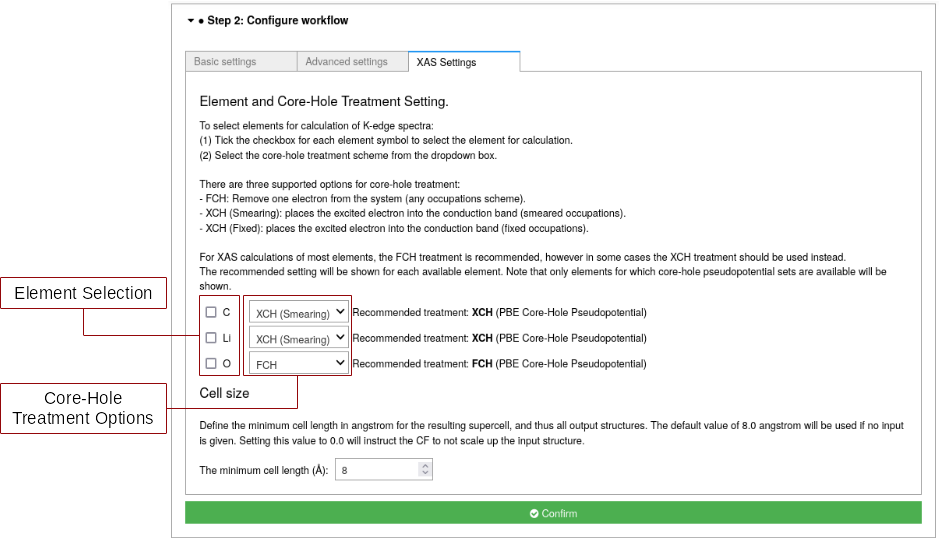 Step 2: Configure workflow
Basic settings
Advanced settings
XAS Settings
Element and Core-Hole Treatment Setting.
To select elements for calculation of K-edge spectra:
(1) Tick the checkbox for each element symbol to select the element for calculation.
(2) Select the core-hole treatment scheme from the dropdown box.
There are three supported options for core-hole treatment:
- FCH: Remove one electron from the system (any occupations scheme).
- XCH (Smearing): places the excited electron into the conduction band (smeared occupations).
- XCH (Fixed): places the excited electron into the conduction band (fixed occupations).
For XAS calculations of most elements, the FCH treatment is recommended, however in some cases the XCH treatment should be used instead.
The recommended setting will be shown for each available element. Note that only elements for which core-hole pseudopotential sets are available will be
shown.
Element Selection
C XCH (Smearing) Recommended treatment: XCH (PBE Core-Hole Pseudopotential)
Li XCH (Smearing) Recommended treatment: XCH (PBE Core-Hole Pseudopotential)
O FCH Recommended treatment: FCH (PBE Core-Hole Pseudopotential)
Core-Hole
Treatment Options
Cell size
Define the minimum cell length in angstrom for the resulting supercell, and thus all output structures. The default value of 8.0 angstrom will be used if no input
is given. Setting this value to 0.0 will instruct the CF to not scale up the input structure.
The minimum cell length (Å): 8
Confirm